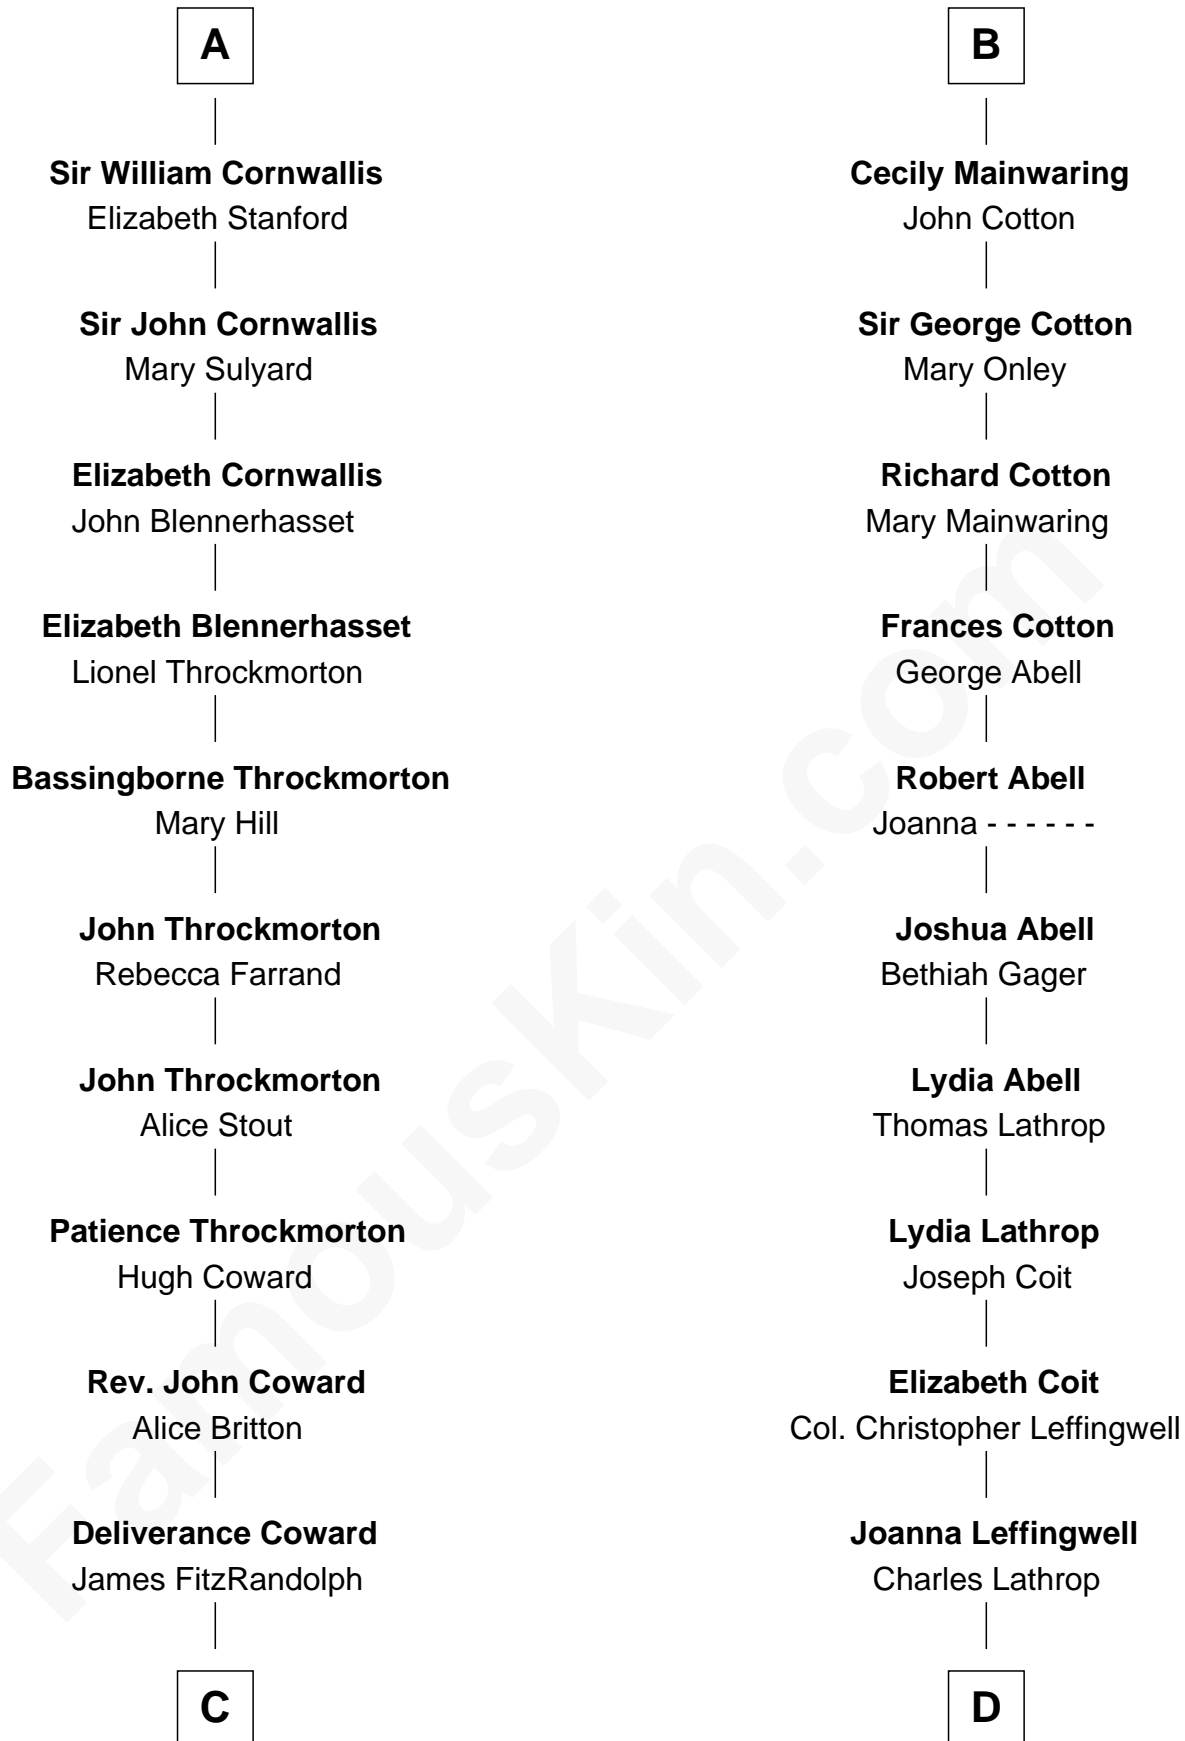 A
Sir William Cornwallis
Elizabeth Stanford
Sir John Cornwallis
Mary Sulyard
Elizabeth Cornwallis
John Blennerhasset
Elizabeth Blennerhasset
Lionel Throckmorton
Bassingborne Throckmorton
Mary Hill
John Throckmorton
Rebecca Farrand
John Throckmorton
Alice Stout
Patience Throckmorton
Hugh Coward
Rev. John Coward
Alice Britton
Deliverance Coward
James FitzRandolph
C
B
Cecily Mainwaring
John Cotton
Sir George Cotton
Mary Onley
Richard Cotton
Mary Mainwaring
Frances Cotton
George Abell
Robert Abell
Joanna - - - - - -
Joshua Abell
Bethiah Gager
Lydia Abell
Thomas Lathrop
Lydia Lathrop
Joseph Coit
Elizabeth Coit
Col. Christopher Leffingwell
Joanna Leffingwell
Charles Lathrop
D
FamousKin.com